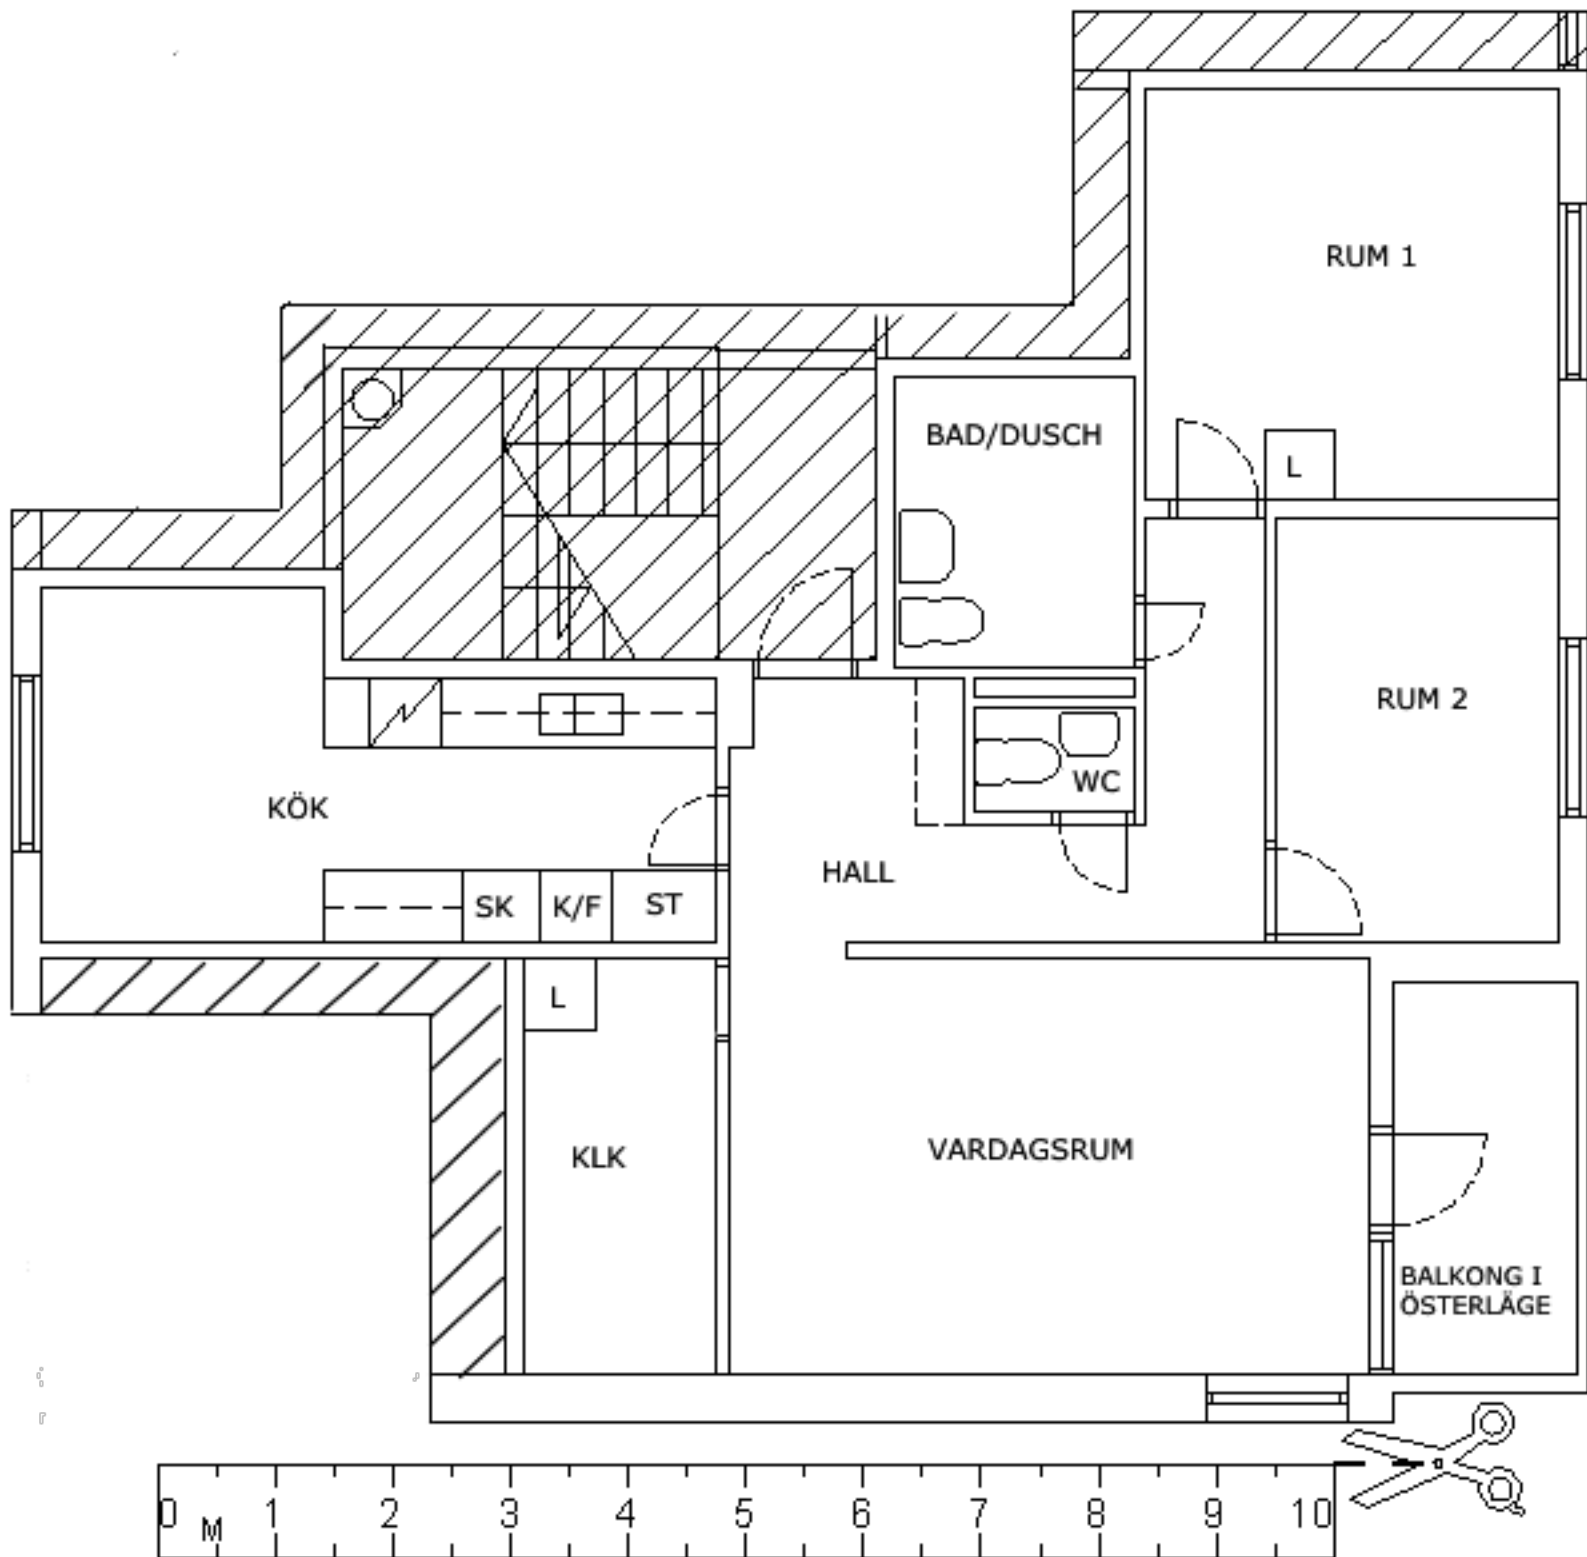 RUM 1
BAD/DUSCH
L
RUM 2
WC
KÖK
HALL
SK K/F ST
L
KLK
VARDAGSRUM
BALKONG I
ÖSTERLÄGE
0 M 1 2 3 4 5 6 7 8 9 10